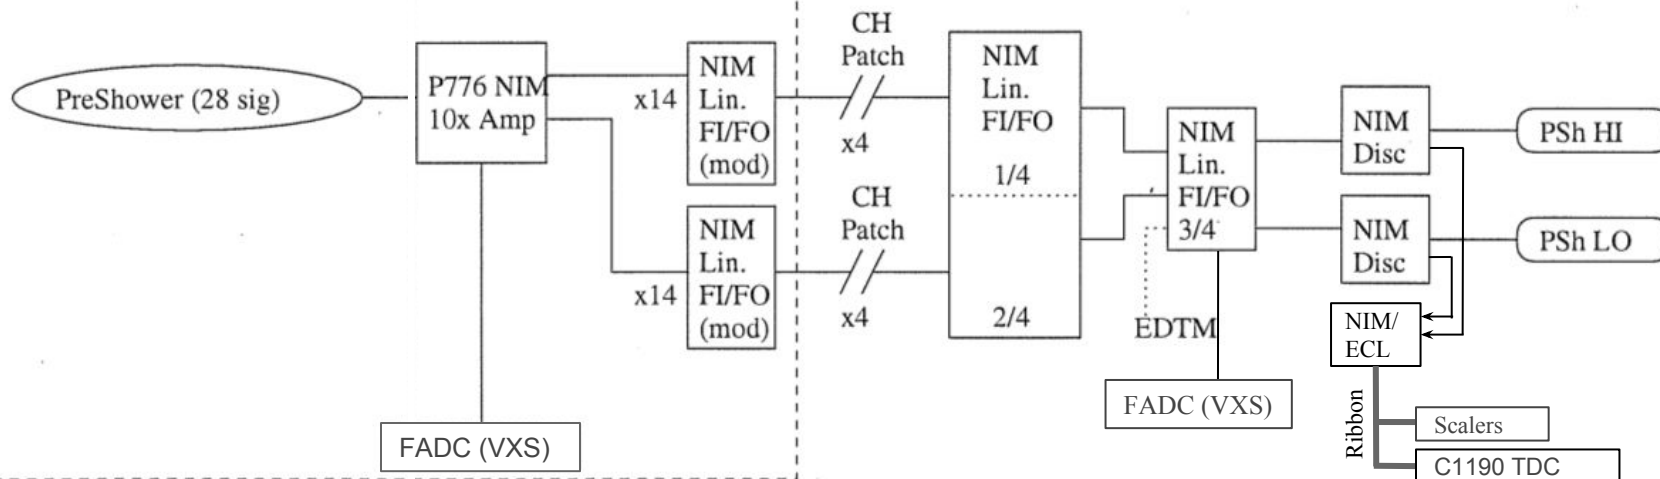 PreShower (28 sig)
P776 NIM
10x Amp
FADC (VXS)
x14
NIM
Lin.
FI/FO
(mod)
x14
NIM
Lin.
FI/FO
(mod)
CH
Patch
x4
CH
Patch
x4
NIM
Lin.
FI/FO
1/4
2/4
NIM
Lin.
FI/FO
3/4
EDTM
FADC (VXS)
NIM
Disc
PSh HI
NIM
Disc
PSh LO
NIM/
ECL
Ribbon
Scalers
C1190 TDC